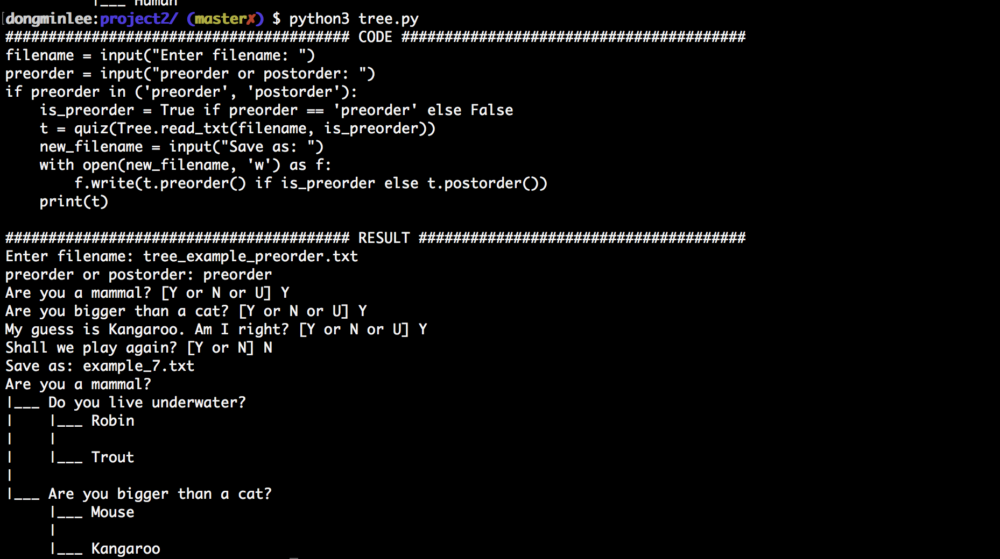 |___ Human
dongminlee:project2/ (master✗) $ python3 tree.py
######################################## CODE ########################################
filename = input("Enter filename: ")
preorder = input("preorder or postorder: ")
if preorder in ('preorder', 'postorder'):
    is_preorder = True if preorder == 'preorder' else False
    t = quiz(Tree.read_txt(filename, is_preorder))
    new_filename = input("Save as: ")
    with open(new_filename, 'w') as f:
        f.write(t.preorder() if is_preorder else t.postorder())
    print(t)
######################################## RESULT ######################################
Enter filename: tree_example_preorder.txt
preorder or postorder: preorder
Are you a mammal? [Y or N or U] Y
Are you bigger than a cat? [Y or N or U] Y
My guess is Kangaroo. Am I right? [Y or N or U] Y
Shall we play again? [Y or N] N
Save as: example_7.txt
Are you a mammal?
|___ Do you live underwater?
|    |___ Robin
|    |
|    |___ Trout
|
|___ Are you bigger than a cat?
     |___ Mouse
     |
     |___ Kangaroo